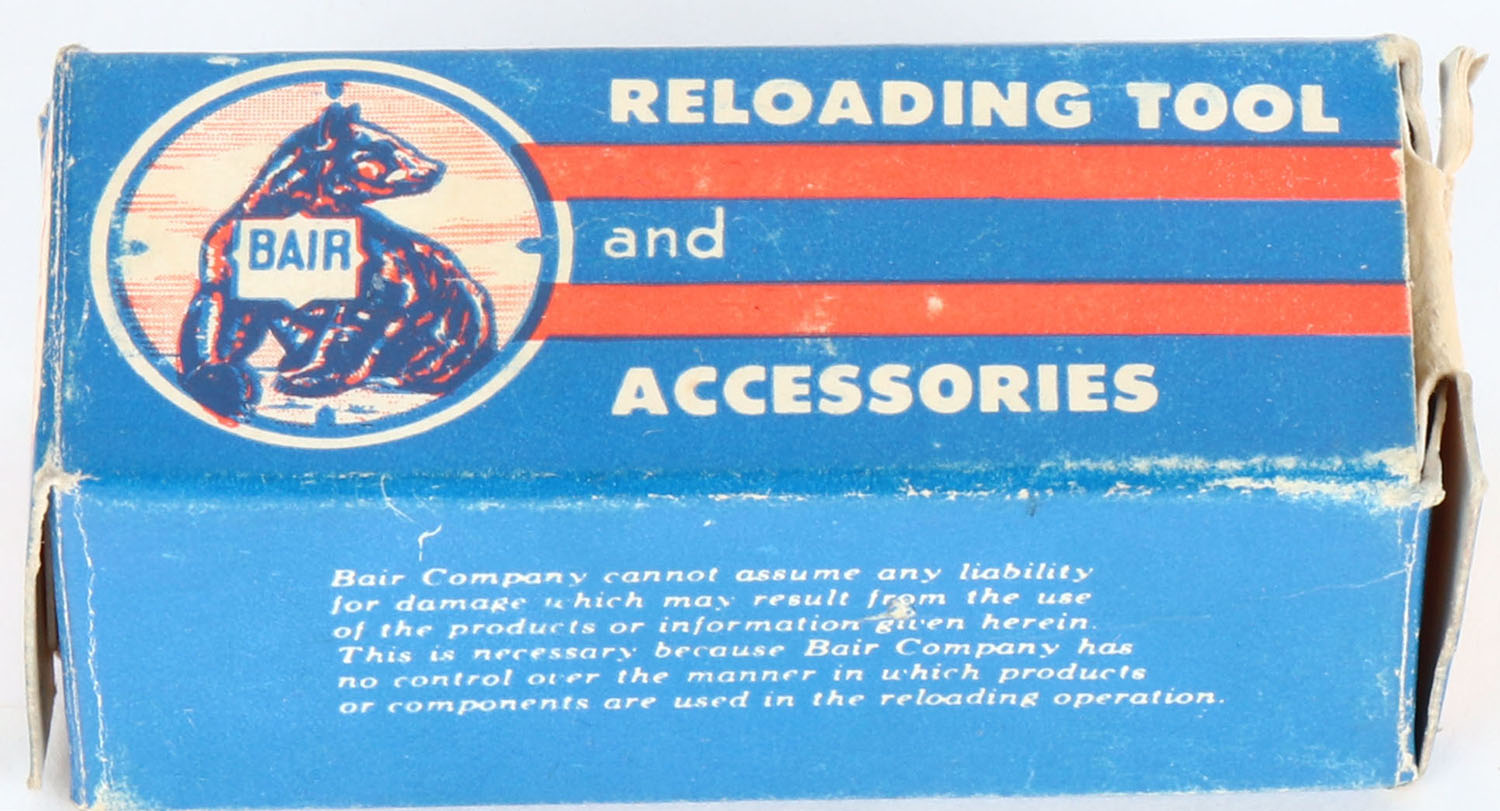 BAIR
RELOADING TOOL
and
ACCESSORIES
Bair Company cannot assume any liability
for damage which may result from the use
of the products or information given herein.
This is necessary because Bair Company has
no control over the manner in which products
or components are used in the reloading operation.